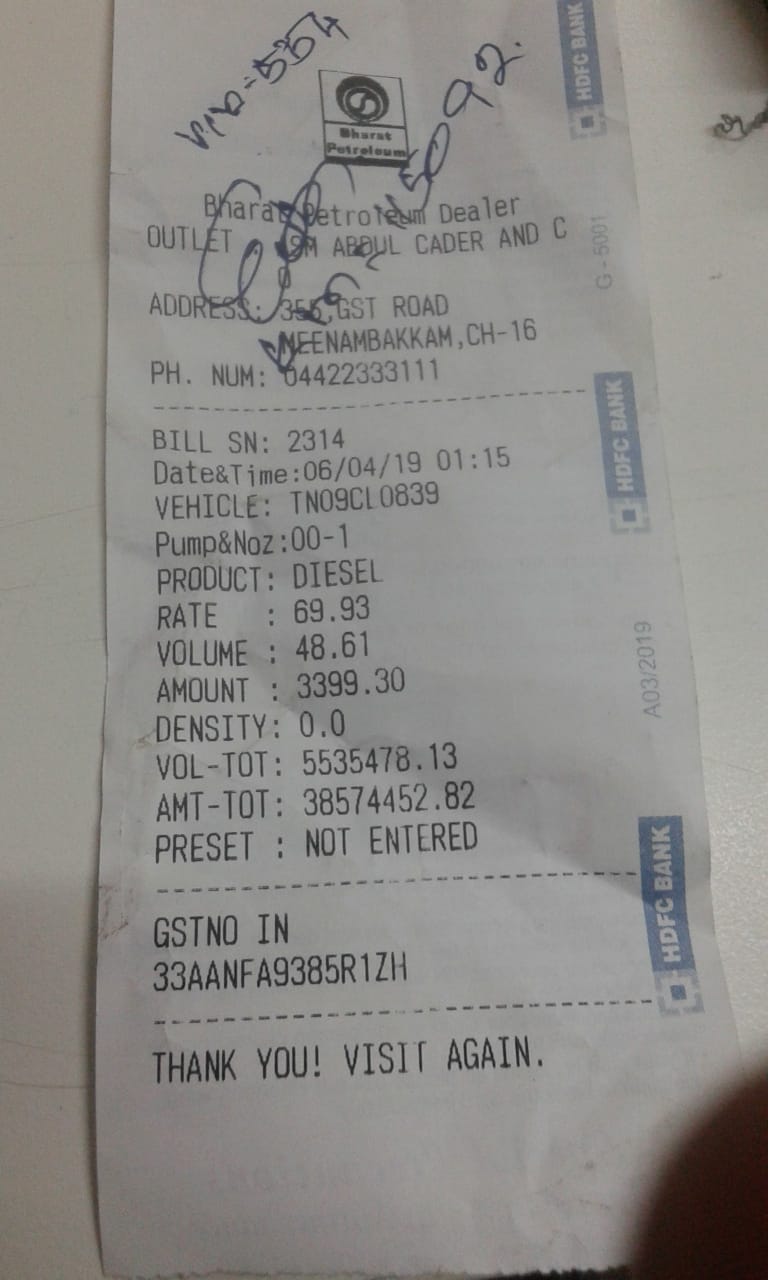 Bharat
Petroleum
Bharat Petroleum Dealer
OUTLET : ASM ABDUL CADER AND C
O
ADDRESS: 355,GST ROAD
MEENAMBAKKAM,CH-16
PH. NUM: 04422333111
BILL SN: 2314
Date&Time:06/04/19 01:15
VEHICLE: TN09CL0839
Pump&Noz:00-1
PRODUCT: DIESEL
RATE : 69.93
VOLUME : 48.61
AMOUNT : 3399.30
DENSITY: 0.0
VOL-TOT: 5535478.13
AMT-TOT: 38574452.82
PRESET : NOT ENTERED
GSTNO IN
33AANFA9385R1ZH
THANK YOU! VISIT AGAIN.
HDFC BANK
G - 5001
HDFC BANK
A03/2019
HDFC BANK